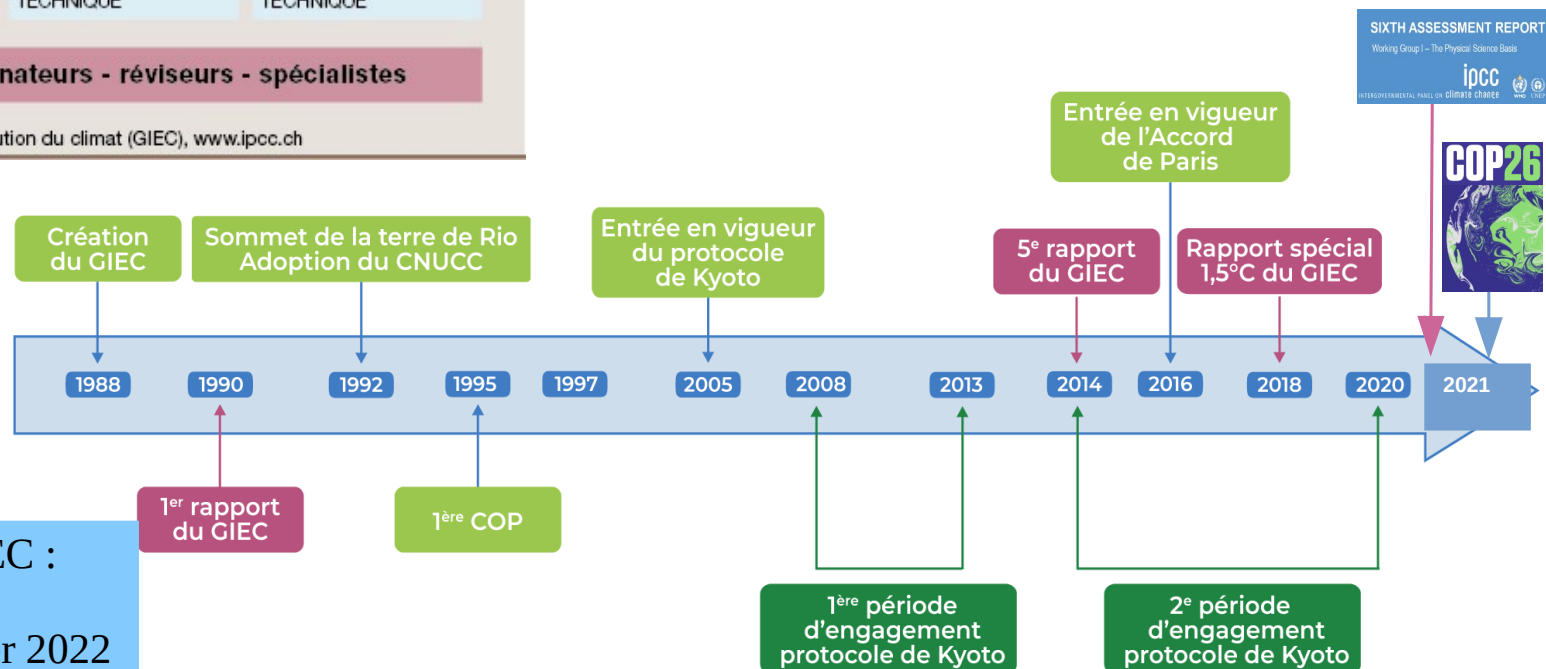 TECHNIQUE TECHNIQUE
nateurs - réviseurs - spécialistes
ution du climat (GIEC), www.ipcc.ch
SIXTH ASSESSMENT REPORT
Working Group I – The Physical Science Basis
ipcc
INTERGOVERNMENTAL PANEL ON climate change
WMO UNEP
COP26
Entrée en vigueur
de l'Accord
de Paris
Création
du GIEC
Sommet de la terre de Rio
Adoption du CNUCC
Entrée en vigueur
du protocole
de Kyoto
5e rapport
du GIEC
Rapport spécial
1,5°C du GIEC
1988 1990 1992 1995 1997 2005 2008 2013 2014 2016 2018 2020 2021
1er rapport
du GIEC
1ère COP
1ère période
d'engagement
protocole de Kyoto
2e période
d'engagement
protocole de Kyoto
EC :
r 2022